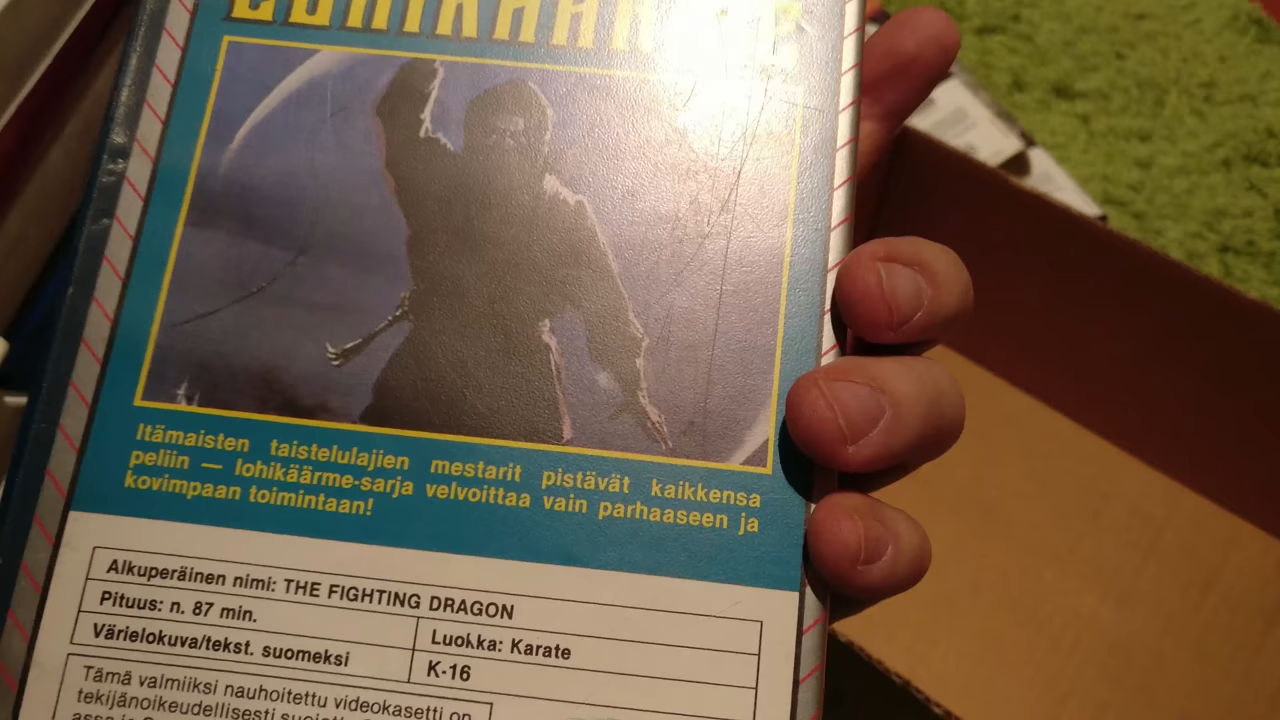 Itämaisten taistelulajien mestarit pistävät kaikkensa
peliin — lohikäärme-sarja velvoittaa vain parhaaseen ja
kovimpaan toimintaan!
Alkuperäinen nimi: THE FIGHTING DRAGON
Pituus: n. 87 min.
Luokka: Karate
Värielokuva/tekst. suomeksi
K-16
Tämä valmiiksi nauhoitettu videokasetti on
tekijänoikeudellisesti